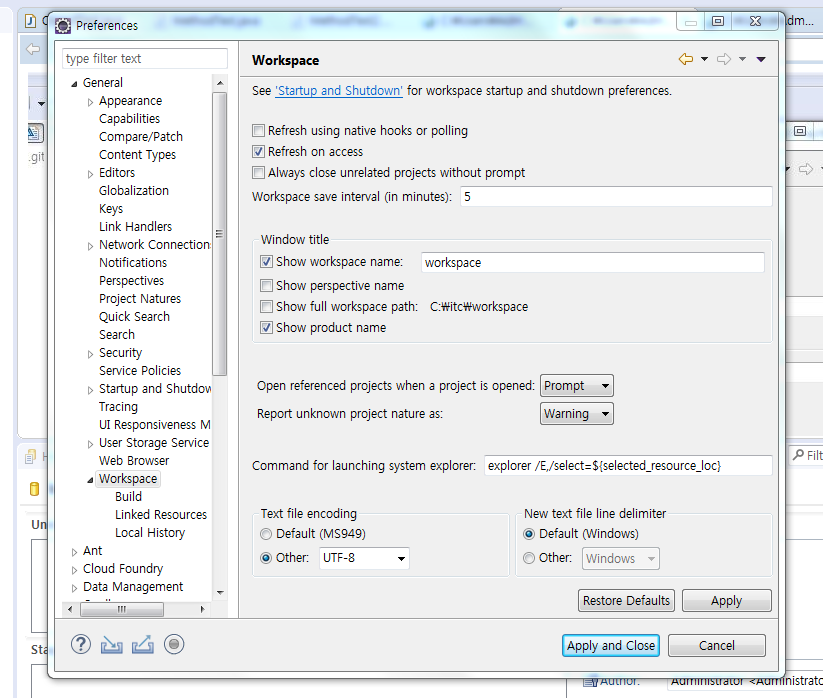 Preferences
type filter text
General
Appearance
Capabilities
Compare/Patch
Content Types
Editors
Globalization
Keys
Link Handlers
Network Connection
Notifications
Perspectives
Project Natures
Quick Search
Search
Security
Service Policies
Startup and Shutdow
Tracing
UI Responsiveness M
User Storage Service
Web Browser
Workspace
Build
Linked Resources
Local History
Ant
Cloud Foundry
Data Management
Workspace
See 'Startup and Shutdown' for workspace startup and shutdown preferences.
Refresh using native hooks or polling
Refresh on access
Always close unrelated projects without prompt
Workspace save interval (in minutes): 5
Window title
Show workspace name: workspace
Show perspective name
Show full workspace path: C:₩itc₩workspace
Show product name
Open referenced projects when a project is opened: Prompt
Report unknown project nature as: Warning
Command for launching system explorer: explorer /E,/select=${selected_resource_loc}
Text file encoding
Default (MS949)
Other: UTF-8
New text file line delimiter
Default (Windows)
Other: Windows
Restore Defaults Apply
Apply and Close Cancel
.git
Un
Sta
Filt
Author: Administrator <Administrato